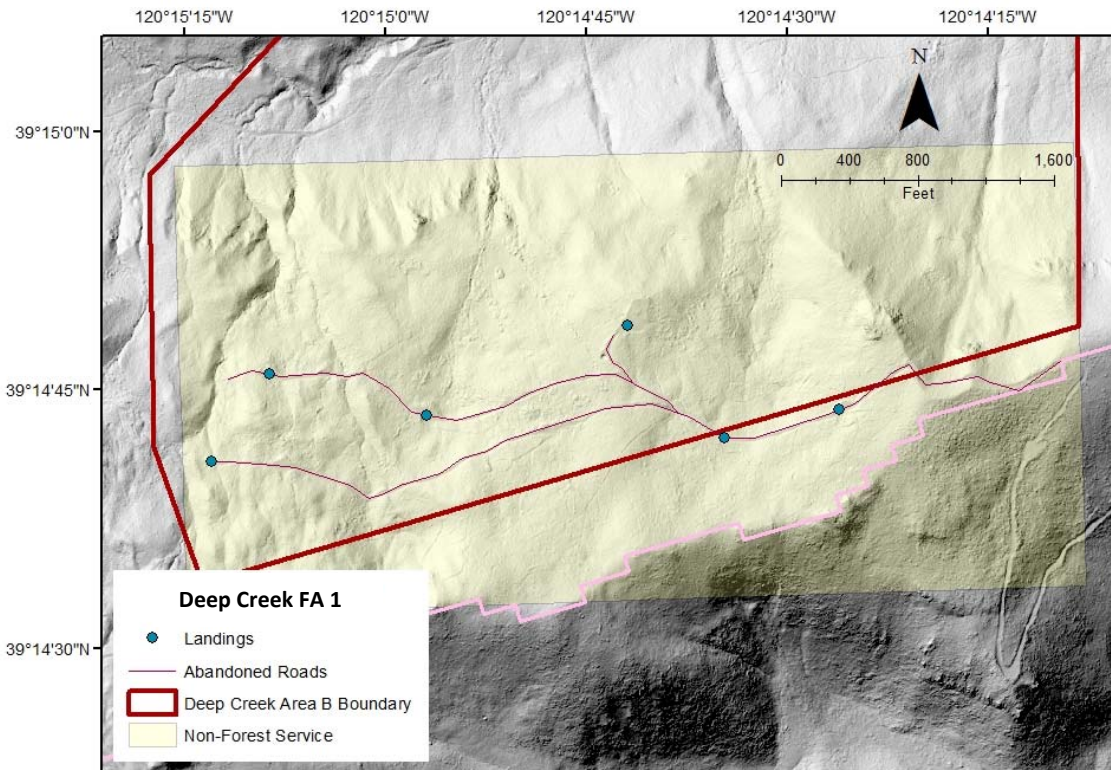 120°15'15"W 120°15'0"W 120°14'45"W 120°14'30"W 120°14'15"W
N
39°15'0"N
0 400 800 1,600
Feet
39°14'45"N
39°14'30"N
Deep Creek FA 1
Landings
Abandoned Roads
Deep Creek Area B Boundary
Non-Forest Service